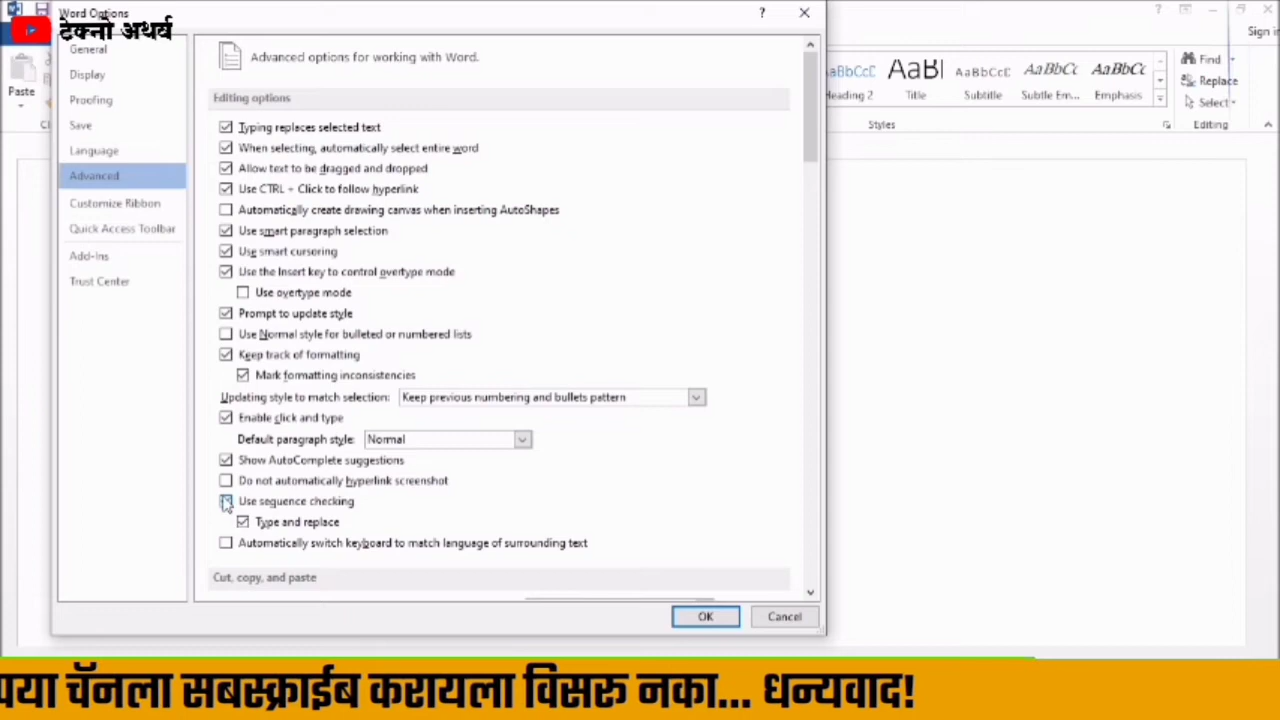 Word Options
? ×
टेक्नो अथर्व
General
Display
Proofing
Save
Language
Advanced
Customize Ribbon
Quick Access Toolbar
Add-Ins
Trust Center
Advanced options for working with Word.
Editing options
Typing replaces selected text
When selecting, automatically select entire word
Allow text to be dragged and dropped
Use CTRL + Click to follow hyperlink
Automatically create drawing canvas when inserting AutoShapes
Use smart paragraph selection
Use smart cursoring
Use the Insert key to control overtype mode
Use overtype mode
Prompt to update style
Use Normal style for bulleted or numbered lists
Keep track of formatting
Mark formatting inconsistencies
Updating style to match selection: Keep previous numbering and bullets pattern
Enable click and type
Default paragraph style: Normal
Show AutoComplete suggestions
Do not automatically hyperlink screenshot
Use sequence checking
Type and replace
Automatically switch keyboard to match language of surrounding text
Cut, copy, and paste
OK Cancel
Paste
Sign i
AaBbCcC AaBI AaBbCcC AaBbCc AaBbCc
Heading 2 Title Subtitle Subtle Em... Emphasis
Styles
Find
Replace
Select
Editing
पया चॅनला सबस्क्राईब करायला विसरु नका... धन्यवाद!